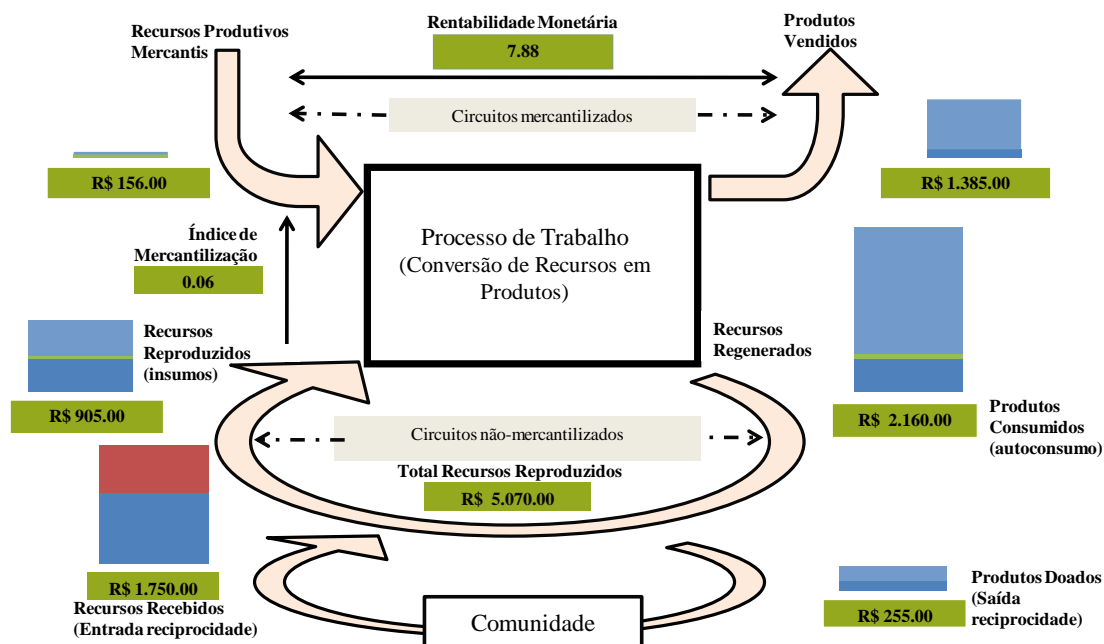 Recursos Produtivos
Mercantis
Rentabilidade Monetária
7.88
Produtos
Vendidos
Circuitos mercantilizados
R$ 156.00
R$ 1.385.00
Índice de
Mercantilização
0.06
Processo de Trabalho
(Conversão de Recursos em
Produtos)
Recursos
Reproduzidos
(insumos)
R$ 905.00
Recursos
Regenerados
R$ 2.160.00
Produtos
Consumidos
(autoconsumo)
Circuitos não-mercantilizados
Total Recursos Reproduzidos
R$ 5.070.00
R$ 1.750.00
Recursos Recebidos
(Entrada reciprocidade)
Comunidade
R$ 255.00
Produtos Doados
(Saída
reciprocidade)